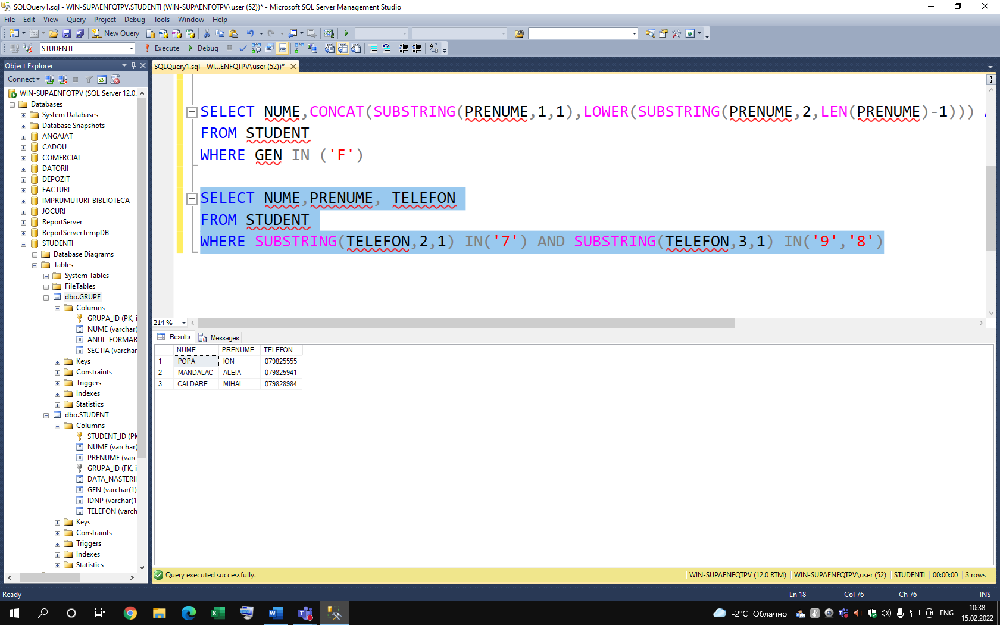 SQLQuery1.sql - WIN-SUPAENFQTPV.STUDENTI (WIN-SUPAENFQTPV\user (52))* - Microsoft SQL Server Management Studio
File Edit View Query Project Debug Tools Window Help
New Query
STUDENTI Execute Debug
Object Explorer
Connect
WIN-SUPAENFQTPV (SQL Server 12.0.
Databases
System Databases
Database Snapshots
ANGAJAT
CADOU
COMERCIAL
DATORII
DEPOZIT
FACTURI
IMPRUMUTURI_BIBLIOTECA
JOCURI
ReportServer
ReportServerTempDB
STUDENTI
Database Diagrams
Tables
System Tables
FileTables
dbo.GRUPE
Columns
GRUPA_ID (PK, i
NUME (varchar(
ANUL_FORMAR
SECTIA (varchar
Keys
Constraints
Triggers
Indexes
Statistics
dbo.STUDENT
Columns
STUDENT_ID (PK
NUME (varchar(
PRENUME (varc
GRUPA_ID (FK, i
DATA_NASTERII
GEN (varchar(1)
IDNP (varchar(1
TELEFON (varch
Keys
Constraints
Triggers
Indexes
Statistics
SQLQuery1.sql - WI...ENFQTPV\user (52))*
SELECT NUME,CONCAT(SUBSTRING(PRENUME,1,1),LOWER(SUBSTRING(PRENUME,2,LEN(PRENUME)-1)))
FROM STUDENT
WHERE GEN IN ('F')
SELECT NUME,PRENUME, TELEFON
FROM STUDENT
WHERE SUBSTRING(TELEFON,2,1) IN('7') AND SUBSTRING(TELEFON,3,1) IN('9','8')
214 %
Results Messages
NUME PRENUME TELEFON
1 POPA ION 079825555
2 MANDALAC ALEIA 079825941
3 CALDARE MIHAI 079828984
Query executed successfully. WIN-SUPAENFQTPV (12.0 RTM) WIN-SUPAENFQTPV\user (52) STUDENTI 00:00:00 3 rows
Ready Ln 18 Col 76 Ch 76 INS
-2°C Облачно ENG 10:38
15.02.2022